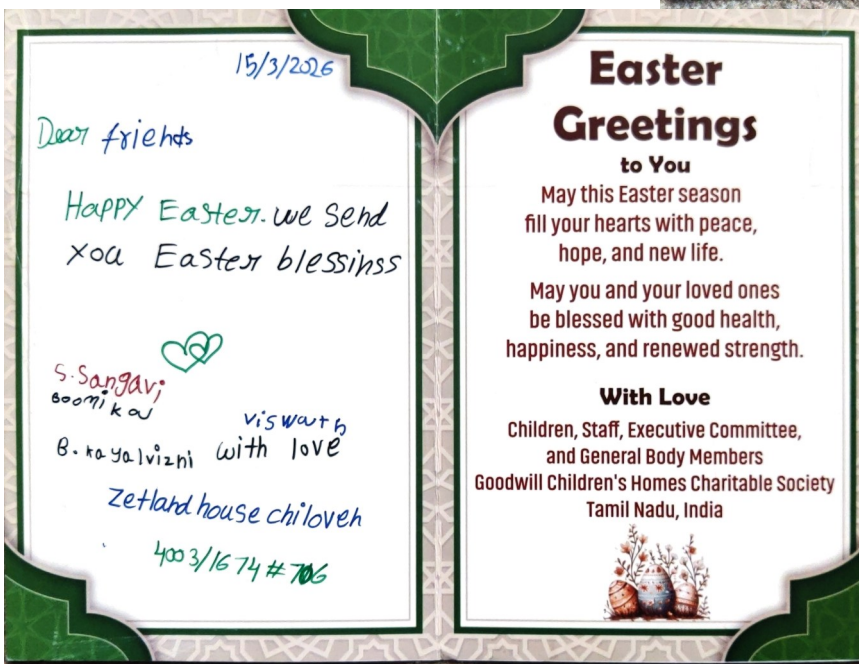 15/3/2026
Dear friends
Happy Easter. we send
you Easter blessinss
S. Sangavi
Boomika
viswath
B. kayalvizhi with love
Zetland house chiloveh
4003/1674 #706
Easter
Greetings
to You
May this Easter season
fill your hearts with peace,
hope, and new life.
May you and your loved ones
be blessed with good health,
happiness, and renewed strength.
With Love
Children, Staff, Executive Committee,
and General Body Members
Goodwill Children's Homes Charitable Society
Tamil Nadu, India